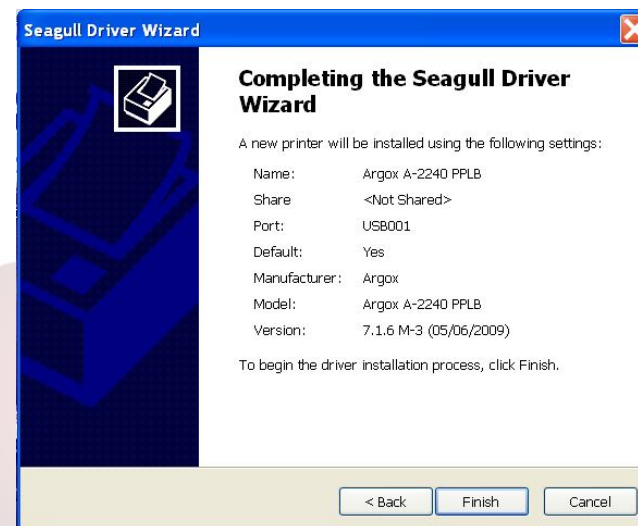 Seagull Driver Wizard
Completing the Seagull Driver
Wizard
A new printer will be installed using the following settings:
Name: Argox A-2240 PPLB
Share <Not Shared>
Port: USB001
Default: Yes
Manufacturer: Argox
Model: Argox A-2240 PPLB
Version: 7.1.6 M-3 (05/06/2009)
To begin the driver installation process, click Finish.
< Back Finish Cancel